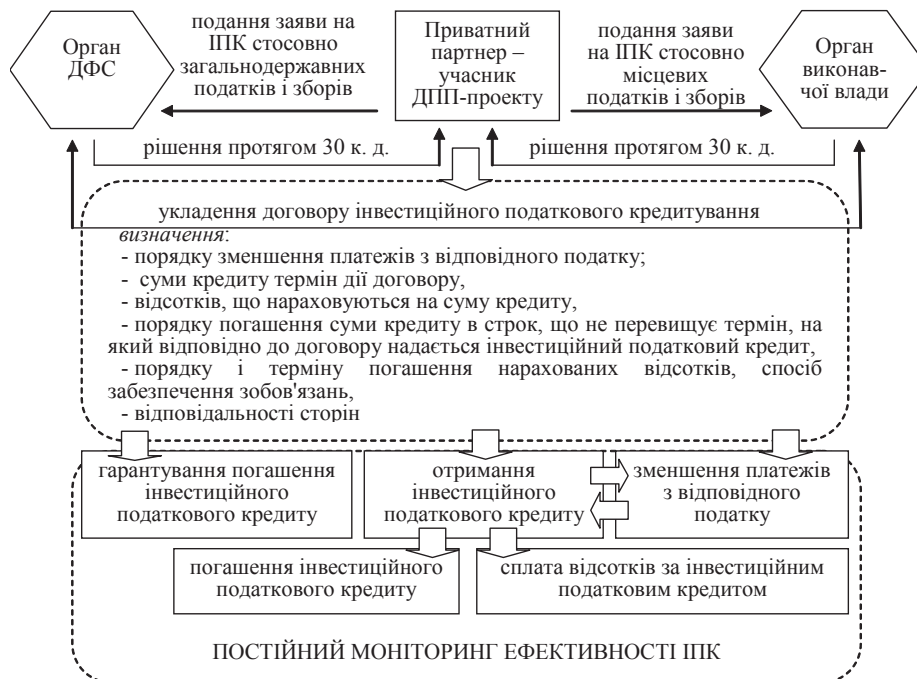 Орган
ДФС
подання заяви на
ІПК стосовно
загальнодержавних
податків і зборів
Приватний
партнер –
учасник
ДПП-проекту
подання заяви
на ІПК стосовно
місцевих
податків і зборів
Орган
виконав-
чої влади
рішення протягом 30 к. д.
рішення протягом 30 к. д.
укладення договору інвестиційного податкового кредитування
визначення:
- порядку зменшення платежів з відповідного податку;
- суми кредиту термін дії договору,
- відсотків, що нараховуються на суму кредиту,
- порядку погашення суми кредиту в строк, що не перевищує термін, на
який відповідно до договору надається інвестиційний податковий кредит,
- порядку і терміну погашення нарахованих відсотків, спосіб
забезпечення зобов'язань,
- відповідальності сторін
гарантування погашення
інвестиційного
податкового кредиту
отримання
інвестиційного
податкового кредиту
зменшення платежів
з відповідного
податку
погашення інвестиційного
податкового кредиту
сплата відсотків за інвестиційним
податковим кредитом
ПОСТІЙНИЙ МОНІТОРИНГ ЕФЕКТИВНОСТІ ІПК